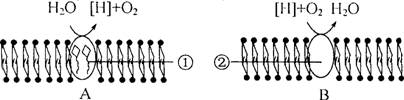 H₂O [H]+O₂ [H]+O₂ H₂O
① ②
A B